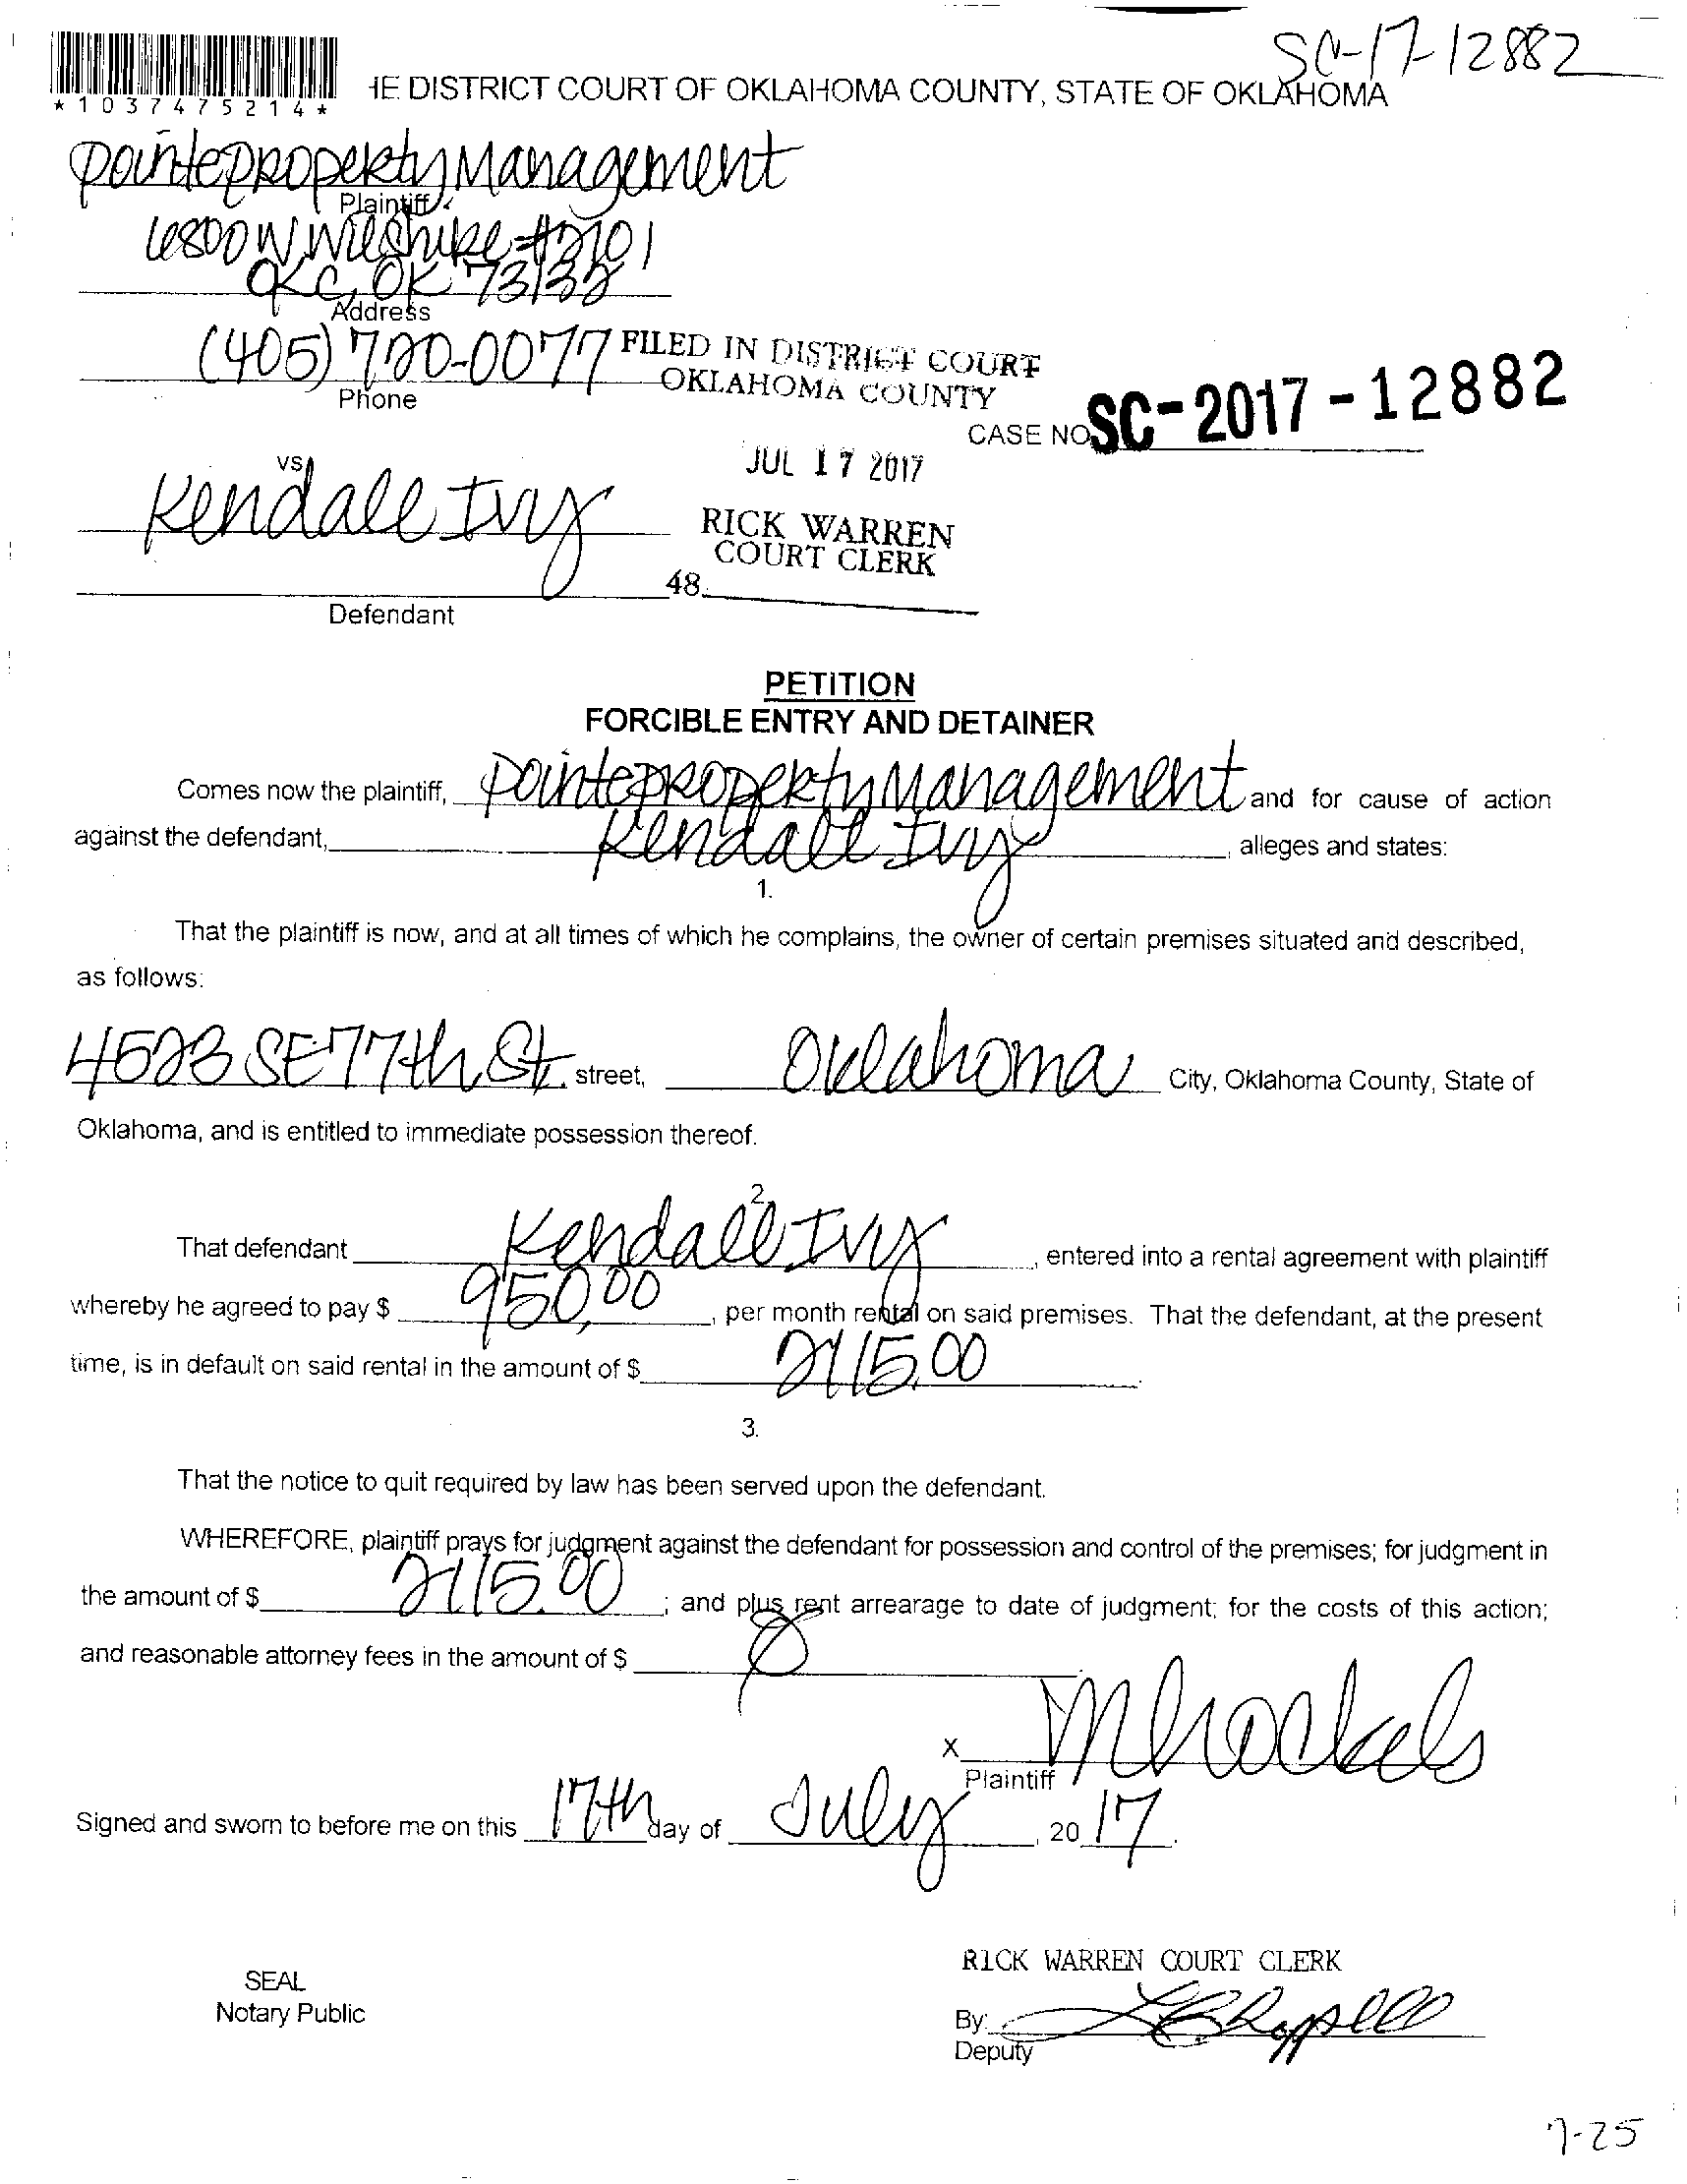 SC-17-12882
*1037475214*
IE DISTRICT COURT OF OKLAHOMA COUNTY, STATE OF OKLAHOMA
Pointe Property Management
Plaintiff
6800 W Wilshire #2101
OKC, OK 73132
Address
(405) 720-0077
Phone
FILED IN DISTRICT COURT
OKLAHOMA COUNTY
CASE NO. SC-2017-12882
JUL 17 2017
vs
Kendall Ivy
RICK WARREN
COURT CLERK
48
Defendant
PETITION
FORCIBLE ENTRY AND DETAINER
Comes now the plaintiff, Pointe Property Management and for cause of action
against the defendant, Kendall Ivy, alleges and states:
1.
That the plaintiff is now, and at all times of which he complains, the owner of certain premises situated and described,
as follows:
4523 SE 77th St. street, Oklahoma City, Oklahoma County, State of
Oklahoma, and is entitled to immediate possession thereof.
2.
That defendant Kendall Ivy, entered into a rental agreement with plaintiff
whereby he agreed to pay $ 950.00, per month rental on said premises. That the defendant, at the present
time, is in default on said rental in the amount of $ 2115.00.
3.
That the notice to quit required by law has been served upon the defendant.
WHEREFORE, plaintiff prays for judgment against the defendant for possession and control of the premises; for judgment in
the amount of $ 2115.00; and plus rent arrearage to date of judgment; for the costs of this action;
and reasonable attorney fees in the amount of $ 0
X
Plaintiff
Signed and sworn to before me on this 17th day of July, 2017.
RICK WARREN COURT CLERK
SEAL
Notary Public
By:
Deputy
7-25